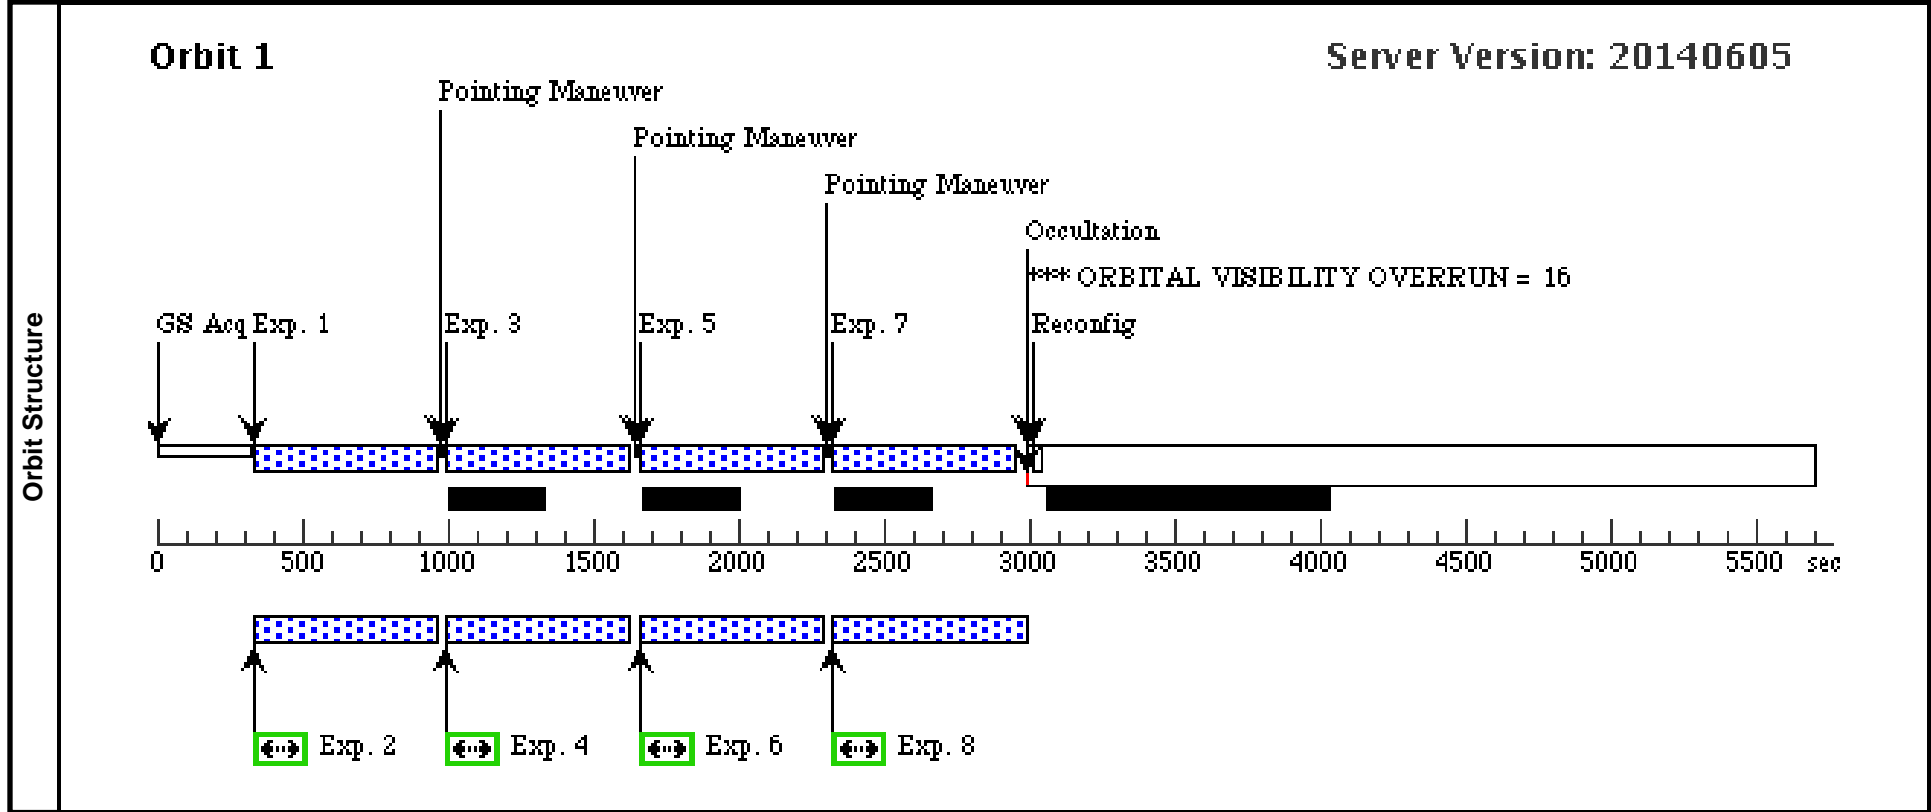 Orbit Structure
Orbit 1
Server Version: 20140605
Pointing Maneuver
Pointing Maneuver
Pointing Maneuver
Occultation
*** ORBITAL VISIBILITY OVERRUN = 16
GS Acq Exp. 1 Exp. 3 Exp. 5 Exp. 7 Reconfig
0 500 1000 1500 2000 2500 3000 3500 4000 4500 5000 5500 sec
Exp. 2 Exp. 4 Exp. 6 Exp. 8